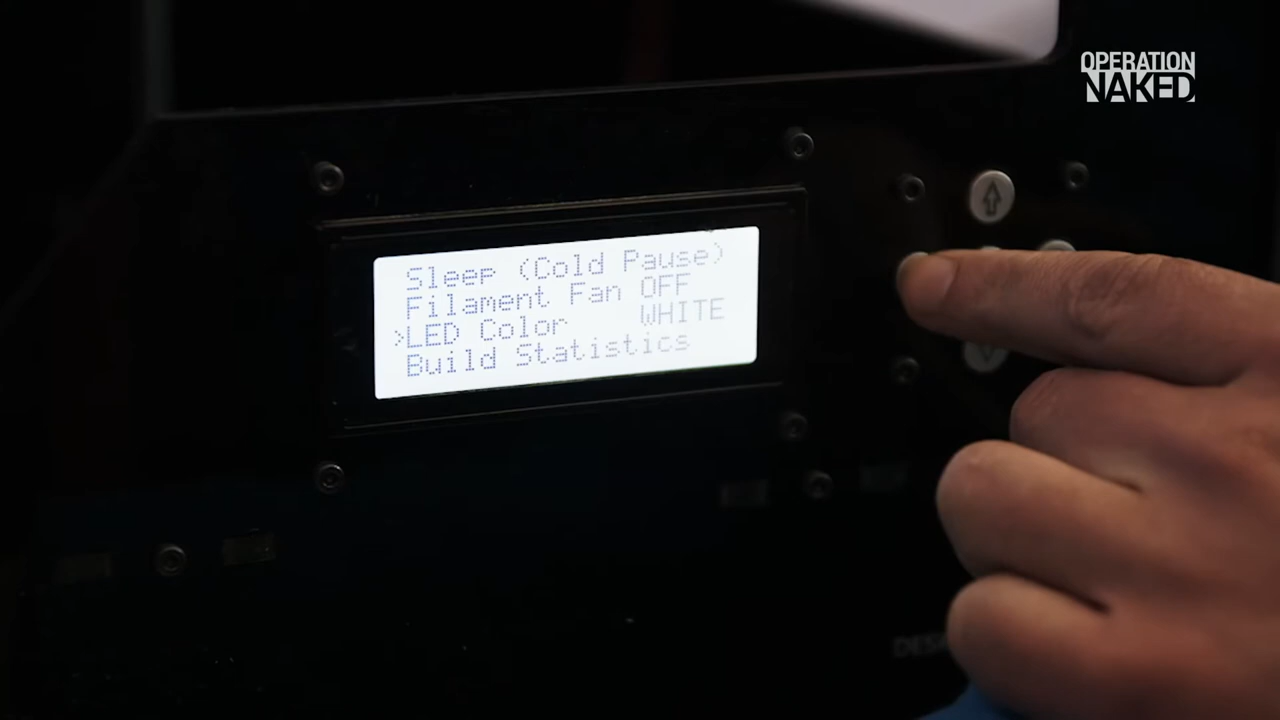 OPERATION
NAKED
Sleep (Cold Pause)
Filament Fan OFF
>LED Color WHITE
Build Statistics